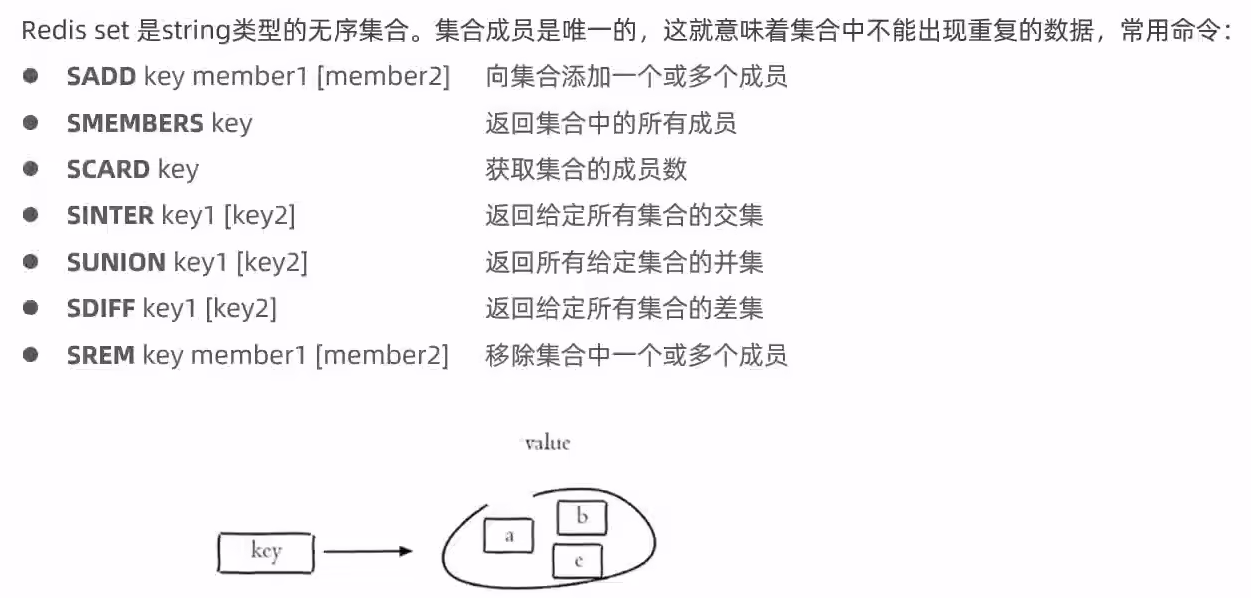 Redis set 是string类型的无序集合。集合成员是唯一的，这就意味着集合中不能出现重复的数据，常用命令：
● SADD key member1 [member2] 向集合添加一个或多个成员
● SMEMBERS key 返回集合中的所有成员
● SCARD key 获取集合的成员数
● SINTER key1 [key2] 返回给定所有集合的交集
● SUNION key1 [key2] 返回所有给定集合的并集
● SDIFF key1 [key2] 返回给定所有集合的差集
● SREM key member1 [member2] 移除集合中一个或多个成员
value
b
a
key
c